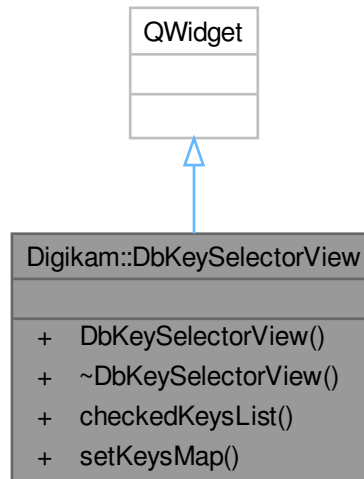 QWidget
Digikam::DbKeySelectorView
+ DbKeySelectorView()
+ ~DbKeySelectorView()
+ checkedKeysList()
+ setKeysMap()